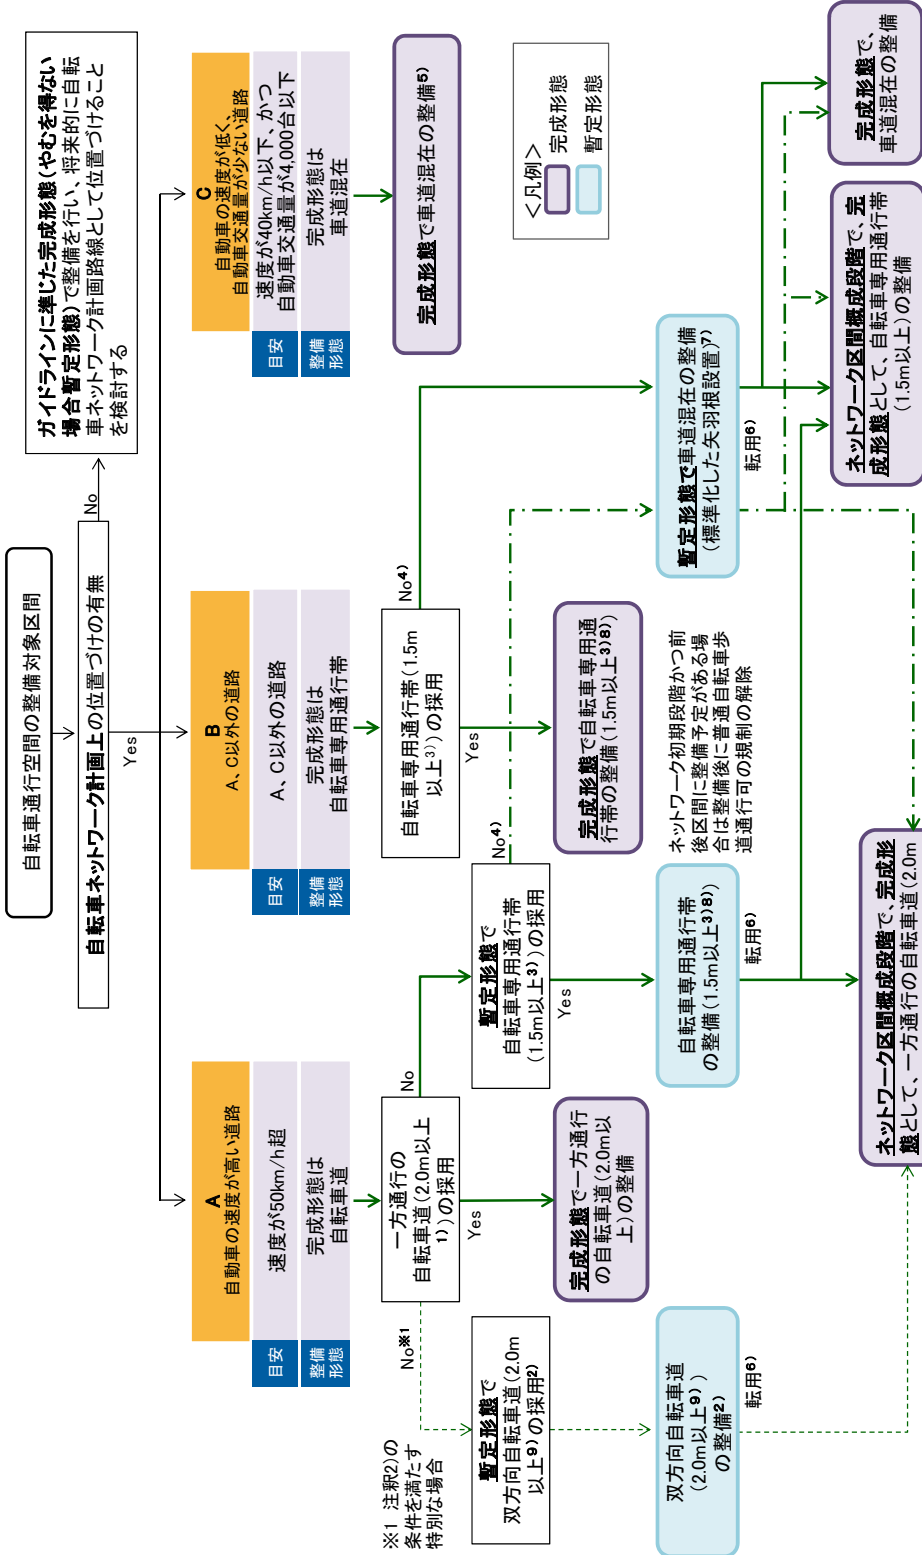 自転車通行空間の整備対象区間
自転車ネットワーク計画上の位置づけの有無
No
Yes
ガイドラインに準じた完成形態(やむを得ない
場合暫定形態)で整備を行い、将来的に自転
車ネットワーク計画路線として位置づけること
を検討する
A
自動車の速度が高い道路
目安
速度が50km/h超
整備
形態
完成形態は
自転車道
B
A、C以外の道路
目安
A、C以外の道路
整備
形態
完成形態は
自転車専用通行帯
C
自動車の速度が低く、
自動車交通量が少ない道路
目安
速度が40km/h以下、かつ
自動車交通量が4,000台以下
整備
形態
完成形態は
車道混在
※1 注釈2)の
条件を満たす
特別な場合
No※1
一方通行の
自転車道(2.0m以上
1))の採用
No
Yes
自転車専用通行帯(1.5m
以上3))の採用
No4)
Yes
完成形態で車道混在の整備5)
暫定形態で
双方向自転車道(2.0m
以上9)の採用2)
暫定形態で
自転車専用通行帯
(1.5m以上3))の採用
No4)
Yes
完成形態で一方通行
の自転車道(2.0m以
上)の整備
完成形態で自転車専用通
行帯の整備(1.5m以上3)8))
<凡例>
完成形態
暫定形態
双方向自転車道
(2.0m以上9))
の整備2)
転用6)
自転車専用通行帯
の整備(1.5m以上3)8))
転用6)
ネットワーク初期段階かつ前
後区間に整備予定がある場
合は整備後に普通自転車歩
道通行可の規制の解除
暫定形態で車道混在の整備
(標準化した矢羽根設置)7)
転用6)
ネットワーク区間概成段階で、完成形
態として、一方通行の自転車道(2.0m
ネットワーク区間概成段階で、完
成形態として、自転車専用通行帯
(1.5m以上)の整備
完成形態で、
車道混在の整備